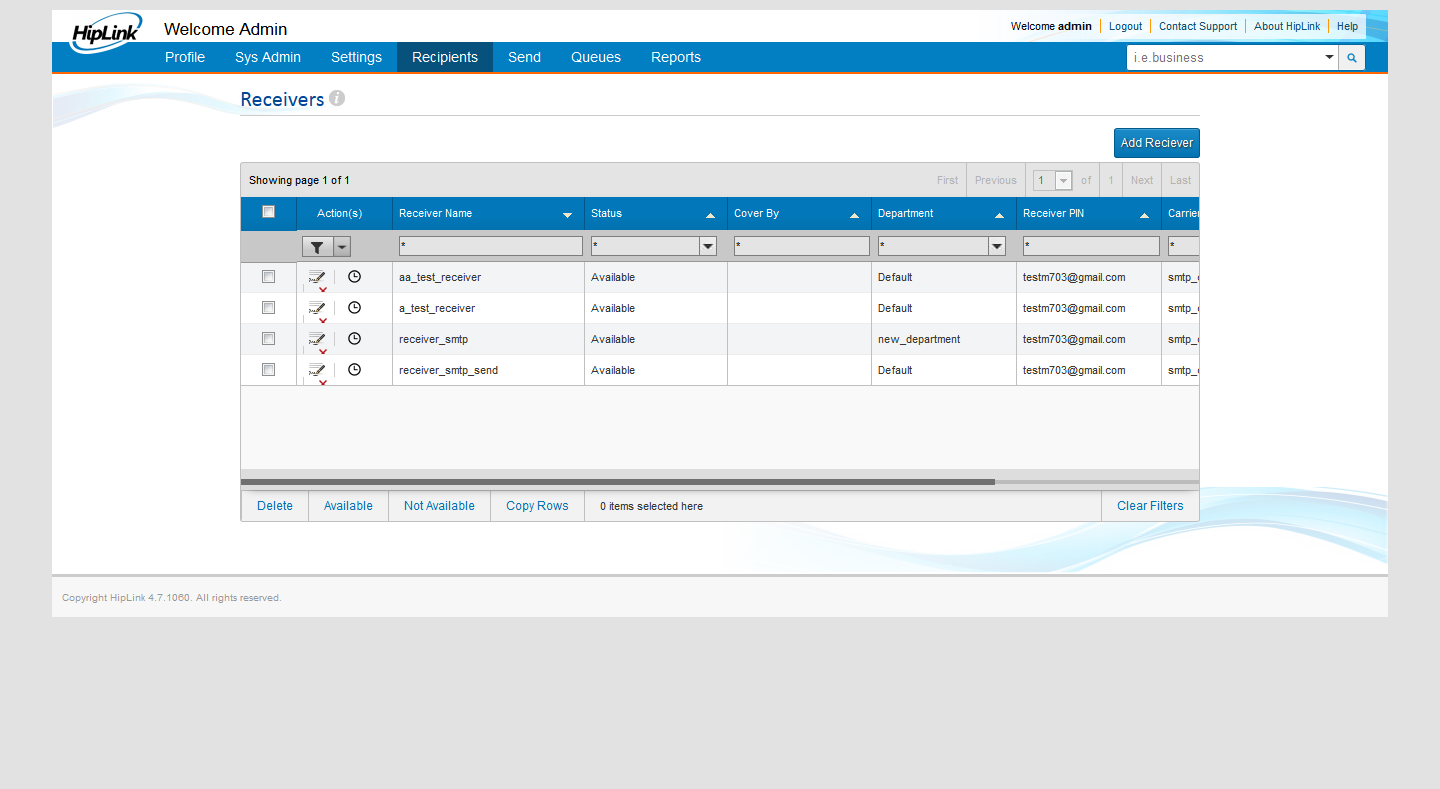 HipLink Welcome Admin Welcome admin Logout Contact Support About HipLink Help
Profile Sys Admin Settings Recipients Send Queues Reports i.e.business
Receivers i
Add Reciever
Showing page 1 of 1 First Previous 1 of 1 Next Last
Action(s) Receiver Name Status Cover By Department Receiver PIN Carrier
* * * * * *
aa_test_receiver Available Default testm703@gmail.com smtp_
a_test_receiver Available Default testm703@gmail.com smtp_
receiver_smtp Available new_department testm703@gmail.com smtp_
receiver_smtp_send Available Default testm703@gmail.com smtp_
Delete Available Not Available Copy Rows 0 items selected here Clear Filters
Copyright HipLink 4.7.1060. All rights reserved.